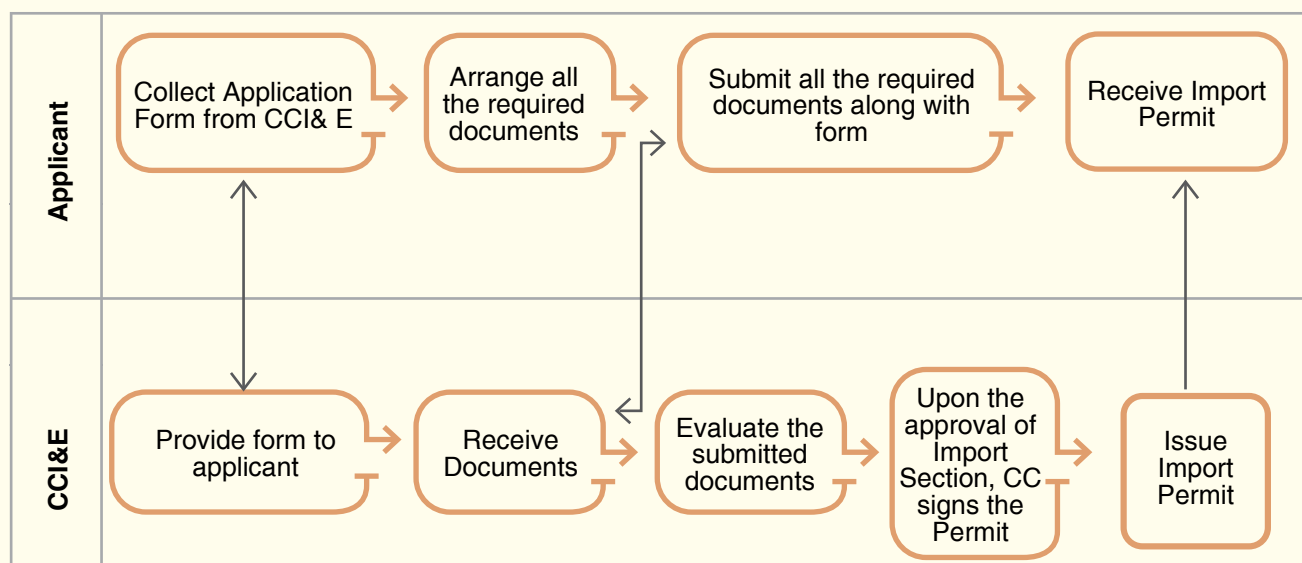 Applicant
Collect Application
Form from CCI& E
Arrange all
the required
documents
Submit all the required
documents along with
form
Receive Import
Permit
CCI&E
Provide form to
applicant
Receive
Documents
Evaluate the
submitted
documents
Upon the
approval of
Import
Section, CC
signs the
Permit
Issue
Import
Permit